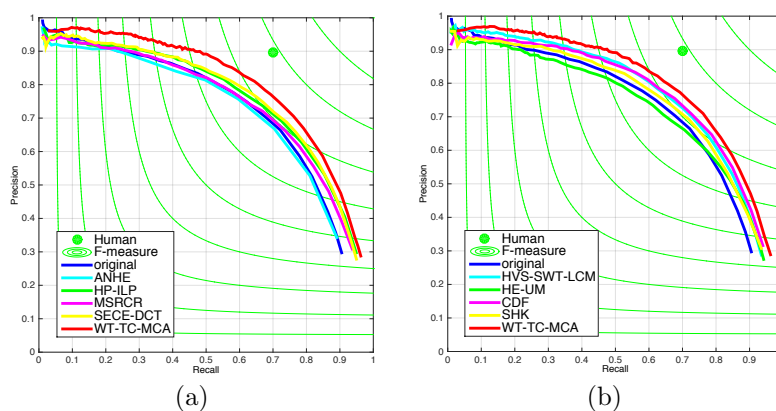 1
0.9
0.8
0.7
0.6
0.5
0.4
0.3
0.2
0.1
0
Precision
0 0.1 0.2 0.3 0.4 0.5 0.6 0.7 0.8 0.9 1
Recall
Human
F-measure
original
ANHE
HP-ILP
MSRCR
SECE-DCT
WT-TC-MCA
(a)
1
0.9
0.8
0.7
0.6
0.5
0.4
0.3
0.2
0.1
0
Precision
0 0.1 0.2 0.3 0.4 0.5 0.6 0.7 0.8 0.9
Recall
Human
F-measure
original
HVS-SWT-LCM
HE-UM
CDF
SHK
WT-TC-MCA
(b)